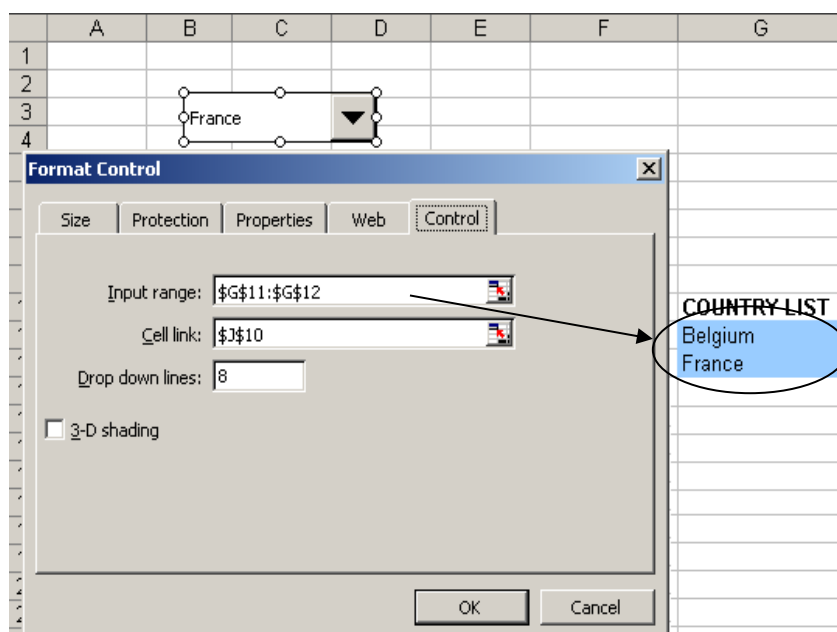 A B C D E F G
1
2
3 France
4
Format Control
Size Protection Properties Web Control
Input range: $G$11:$G$12
COUNTRY LIST
Cell link: $J$10
Belgium
Drop down lines: 8
France
3-D shading
OK Cancel